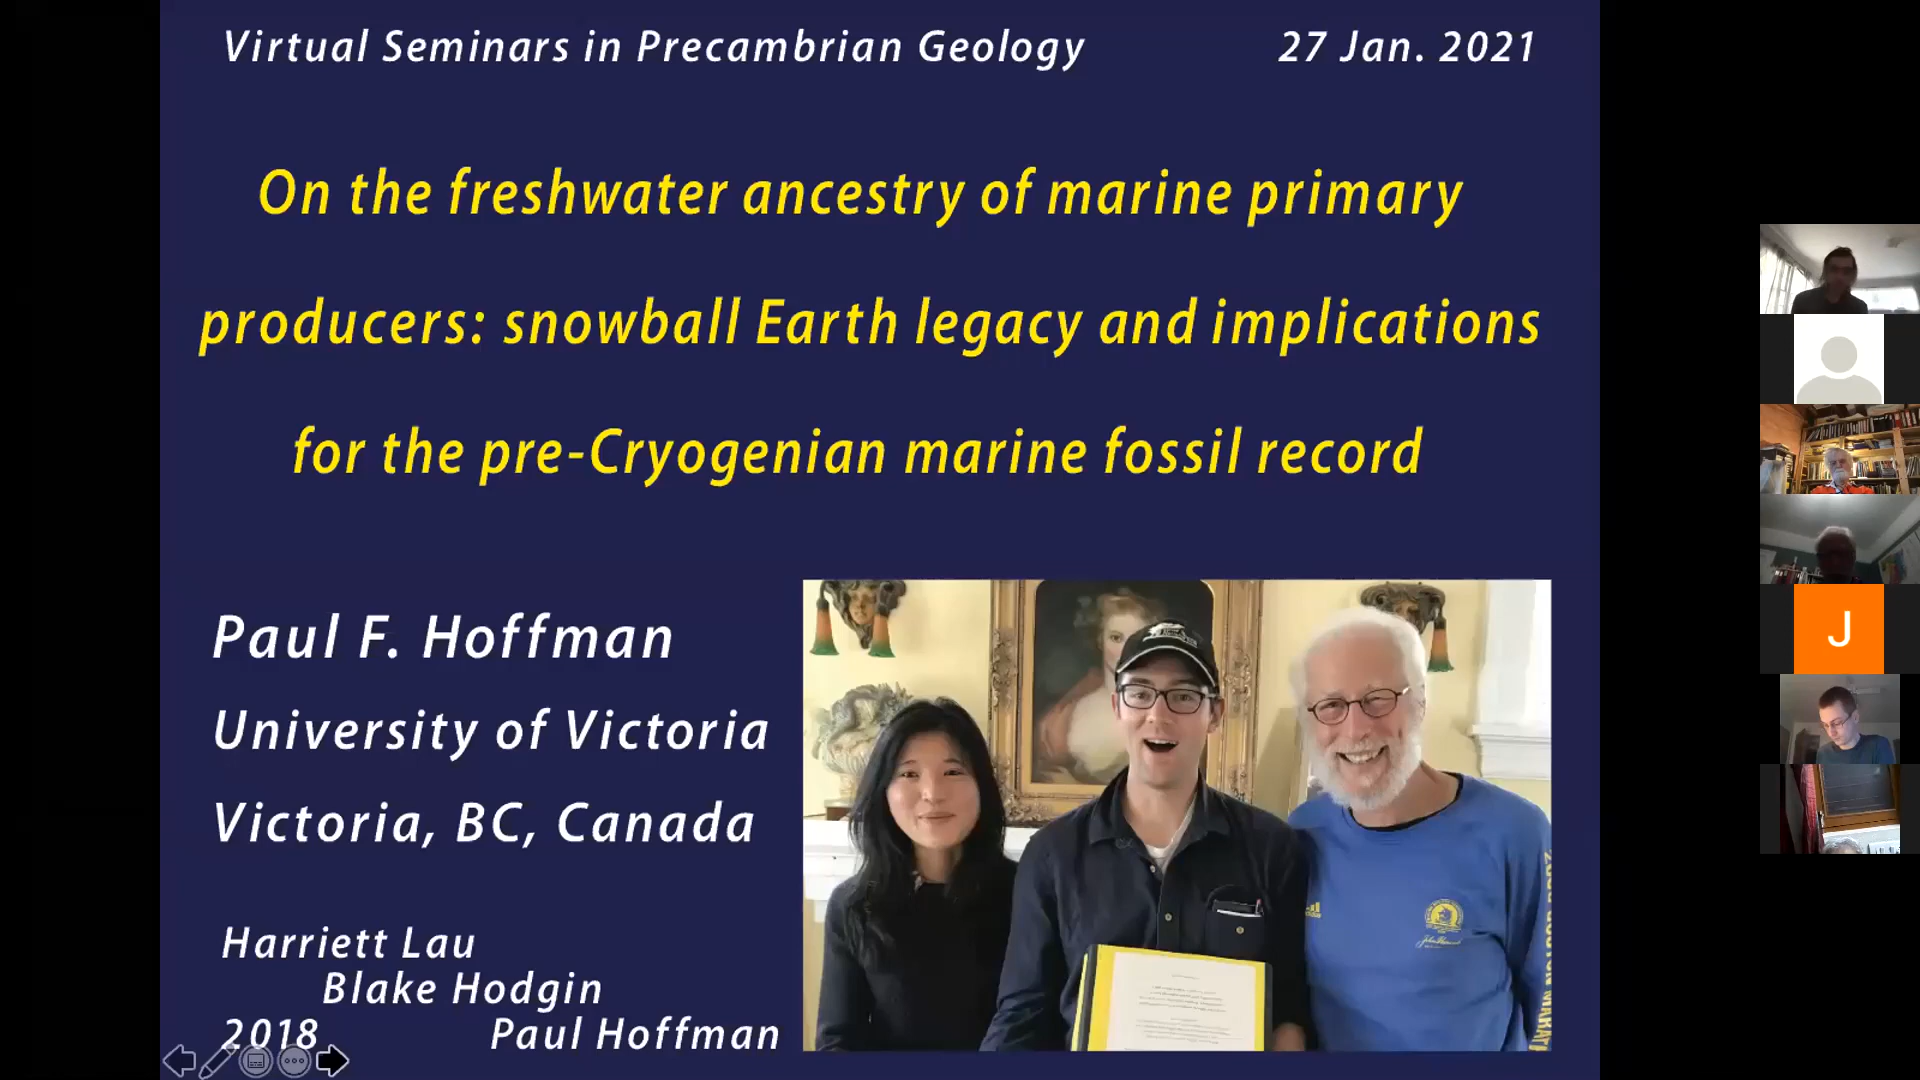 Virtual Seminars in Precambrian Geology 27 Jan. 2021
On the freshwater ancestry of marine primary
producers: snowball Earth legacy and implications
for the pre-Cryogenian marine fossil record
Paul F. Hoffman
University of Victoria
Victoria, BC, Canada
Harriett Lau
Blake Hodgin
2018 Paul Hoffman
adidas
J